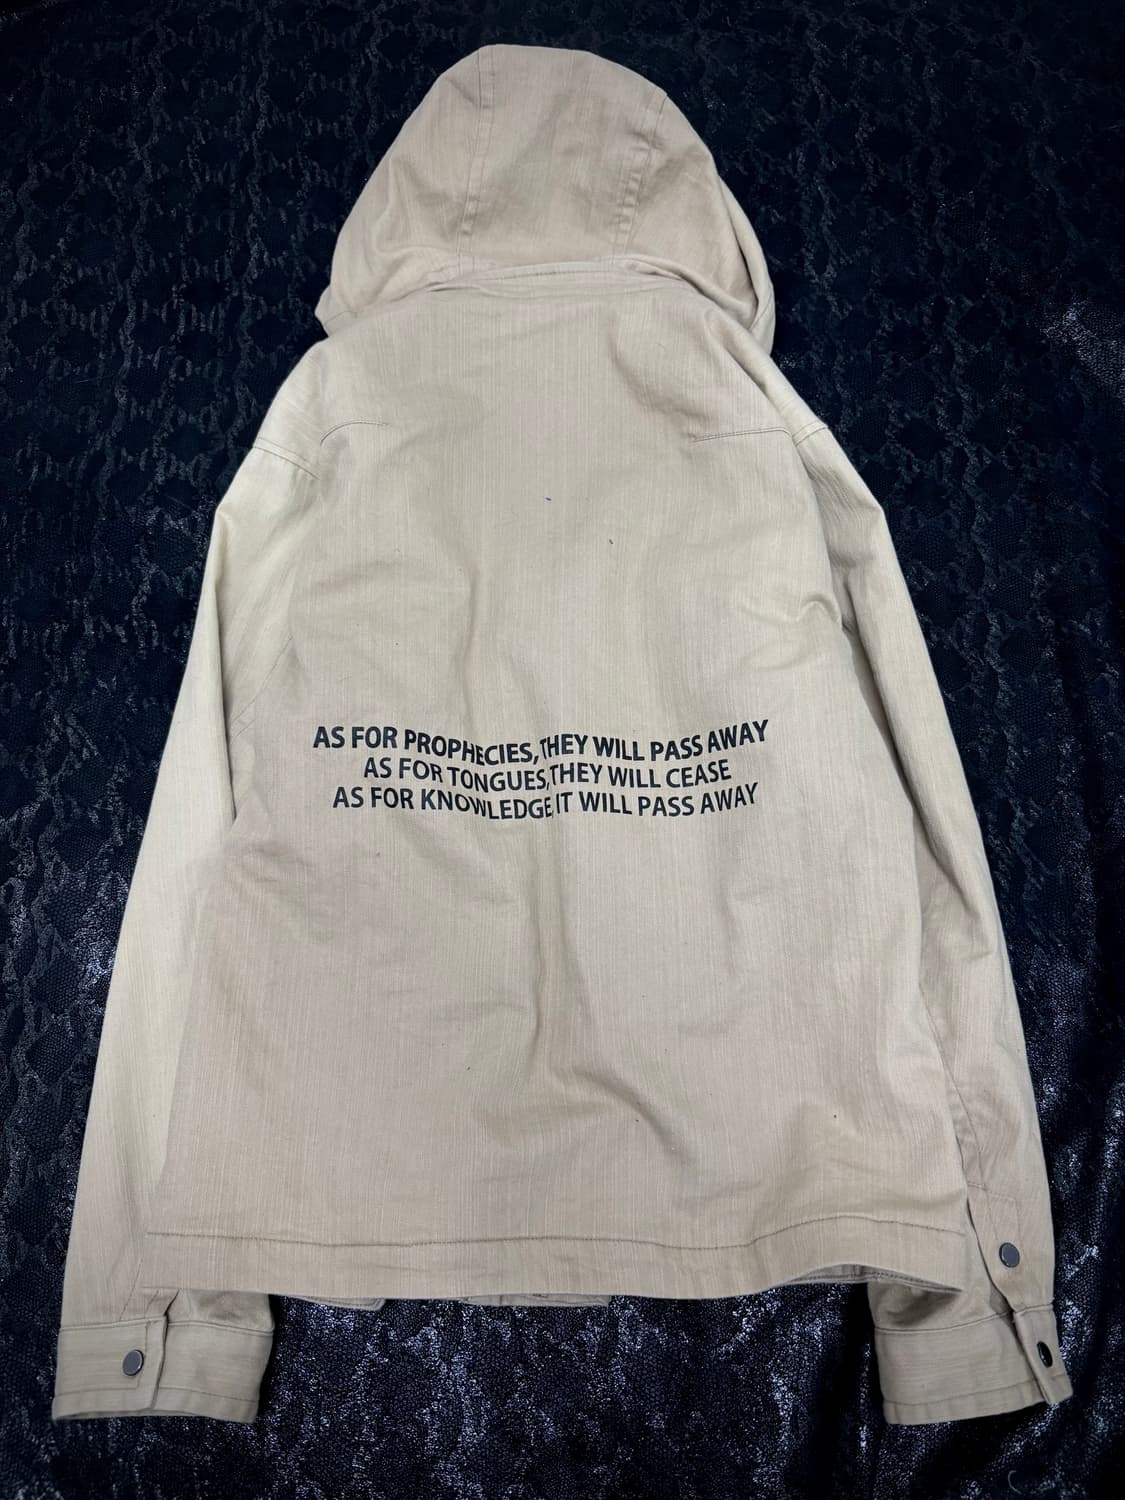 AS FOR PROPHECIES, THEY WILL PASS AWAY
AS FOR TONGUES, THEY WILL CEASE
AS FOR KNOWLEDGE, IT WILL PASS AWAY